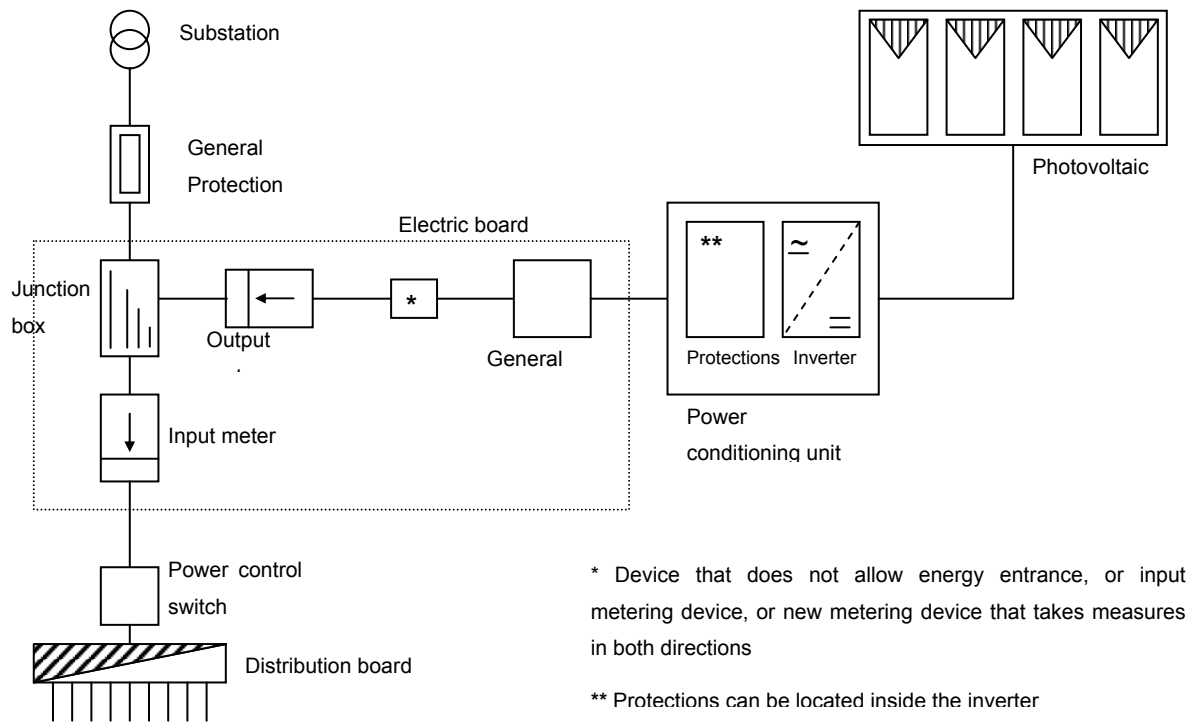 Substation
General
Protection
Photovoltaic
Electric board
**
Junction
box
*
Output
General
Protections
Inverter
Input meter
Power
conditioning unit
Power control
switch
* Device that does not allow energy entrance, or input
metering device, or new metering device that takes measures
in both directions
Distribution board
** Protections can be located inside the inverter